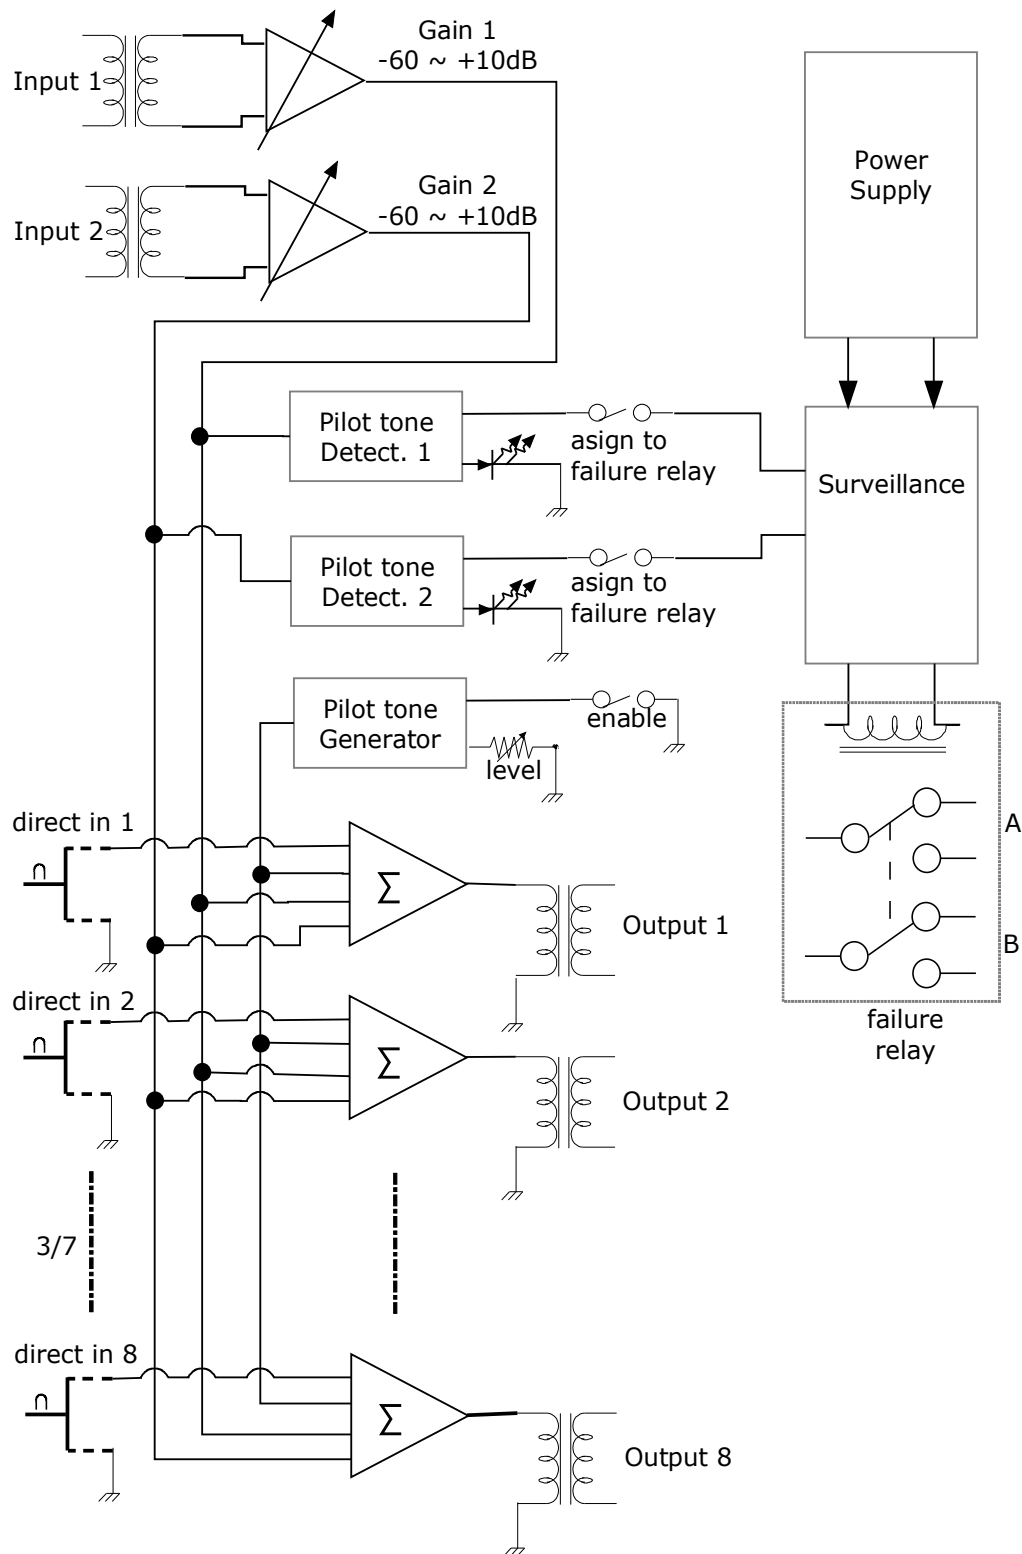 Gain 1
-60 ~ +10dB
Input 1
Power
Supply
Gain 2
-60 ~ +10dB
Input 2
Pilot tone
Detect. 1
asign to
failure relay
Surveillance
Pilot tone
Detect. 2
asign to
failure relay
Pilot tone
Generator
enable
level
direct in 1
A
Σ
Output 1
B
direct in 2
failure
relay
Σ
Output 2
3/7
direct in 8
Σ
Output 8